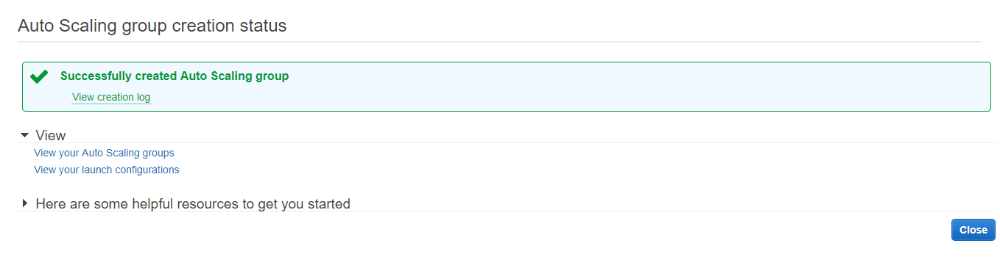 Auto Scaling group creation status
Successfully created Auto Scaling group
View creation log
View
View your Auto Scaling groups
View your launch configurations
Here are some helpful resources to get you started
Close